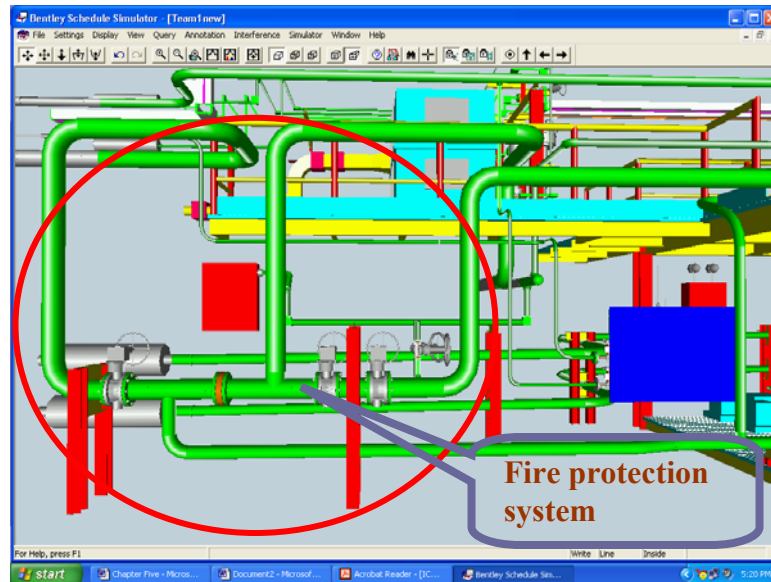 Bentley Schedule Simulator - [Team1new]
File Settings Display View Query Annotation Interference Simulator Window Help
Fire protection
system
For Help, press F1
Write Line Inside
start Chapter Five - Micros... Document2 - Microsof... Acrobat Reader - [IC... Bentley Schedule Sim... 5:20 PM